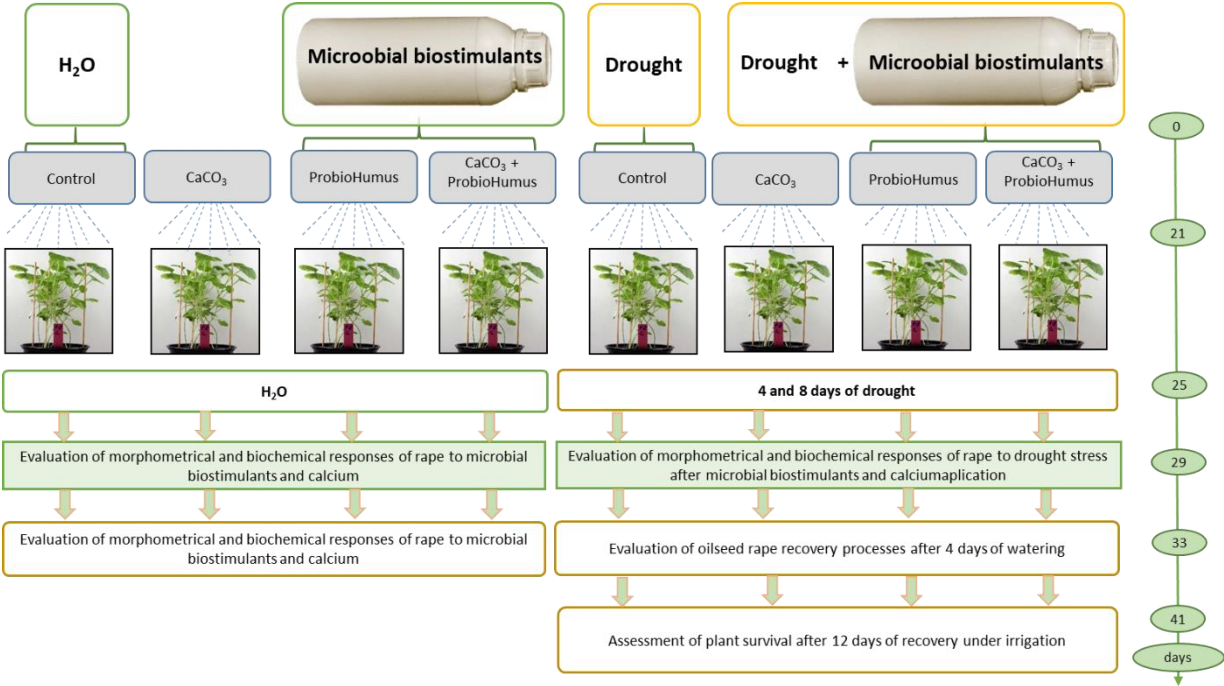 H₂O
Microobial biostimulants
Drought
Drought + Microobial biostimulants
0
Control
CaCO₃
ProbioHumus
CaCO₃ +
ProbioHumus
Control
CaCO₃
ProbioHumus
CaCO₃ +
ProbioHumus
21
H₂O
4 and 8 days of drought
25
Evaluation of morphometrical and biochemical responses of rape to microbial
biostimulants and calcium
Evaluation of morphometrical and biochemical responses of rape to drought stress
after microbial biostimulants and calciumaplication
29
Evaluation of morphometrical and biochemical responses of rape to microbial
biostimulants and calcium
Evaluation of oilseed rape recovery processes after 4 days of watering
33
Assessment of plant survival after 12 days of recovery under irrigation
41
days